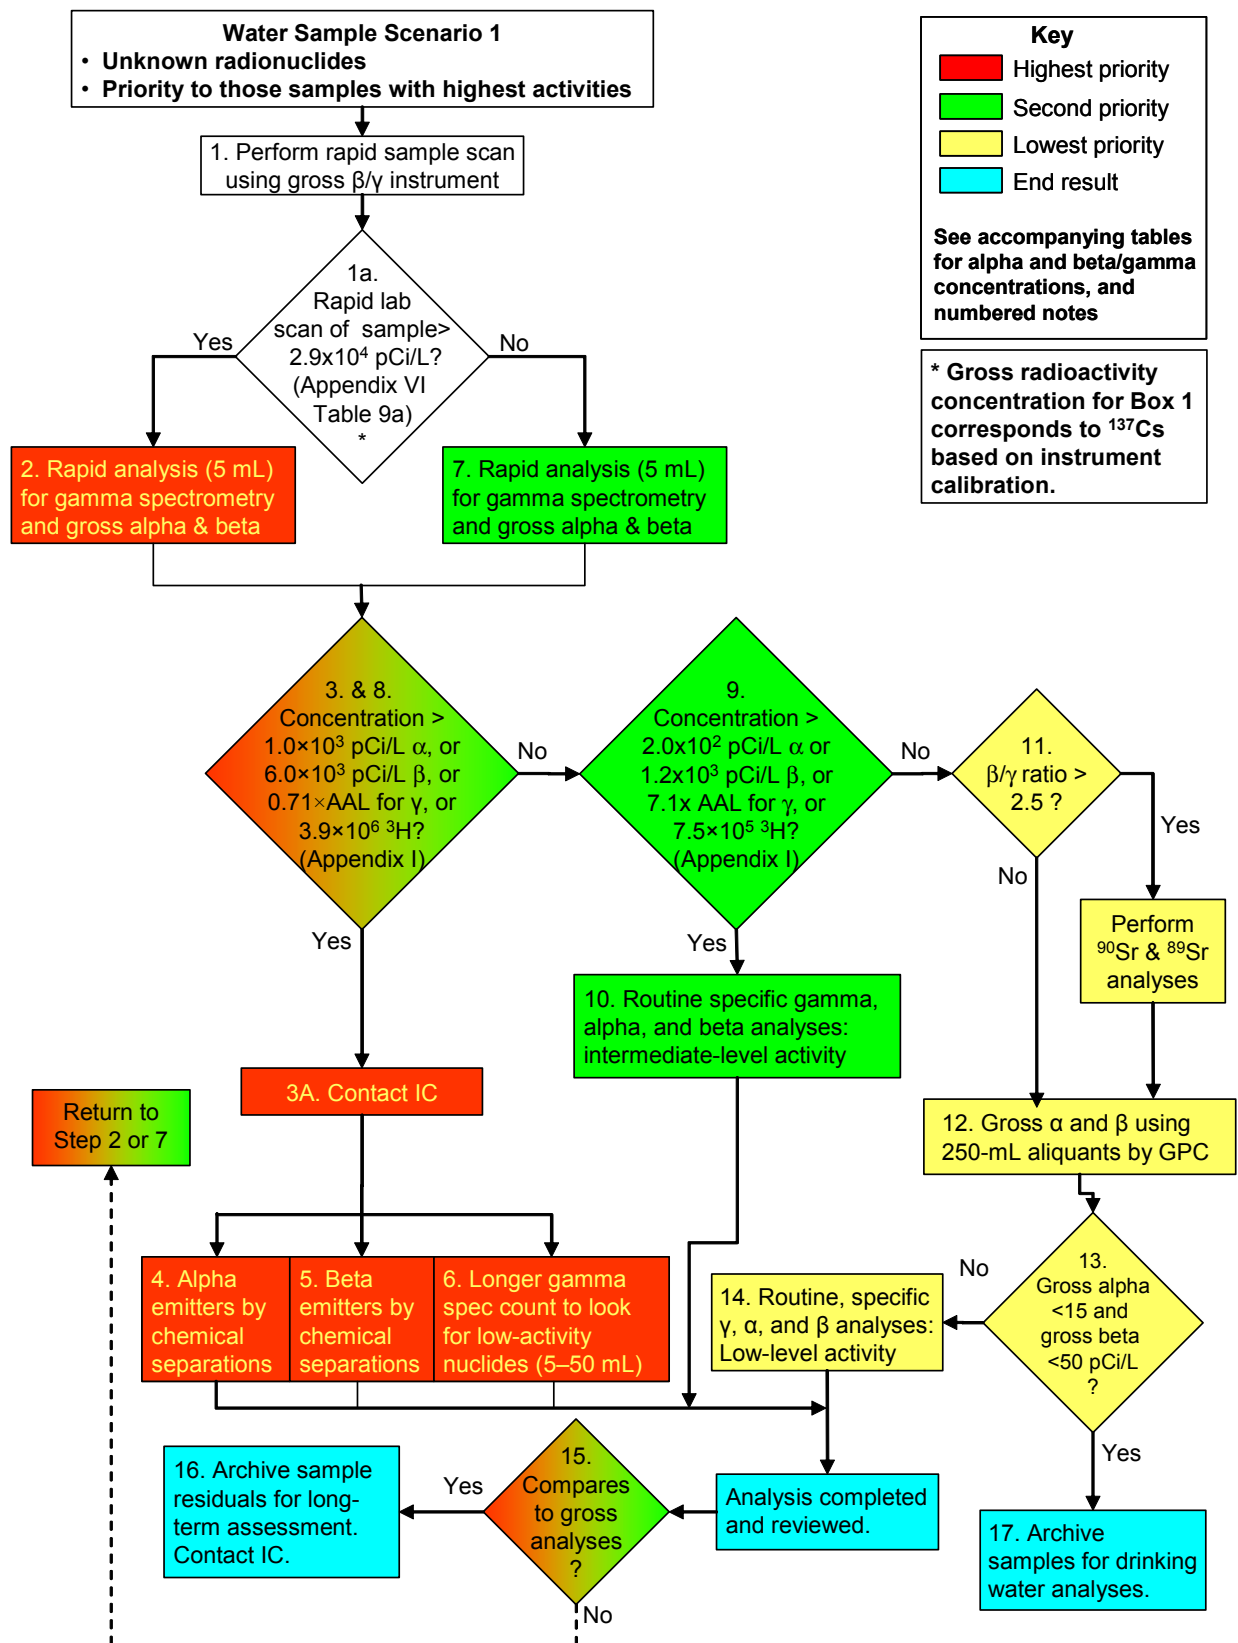 Water Sample Scenario 1
• Unknown radionuclides
• Priority to those samples with highest activities
Key
Highest priority
Second priority
Lowest priority
End result
See accompanying tables
for alpha and beta/gamma
concentrations, and
numbered notes
* Gross radioactivity
concentration for Box 1
corresponds to ¹³⁷Cs
based on instrument
calibration.
1. Perform rapid sample scan
using gross β/γ instrument
1a.
Rapid lab
scan of sample>
2.9x10⁴ pCi/L?
(Appendix VI
Table 9a)
*
Yes
No
2. Rapid analysis (5 mL)
for gamma spectrometry
and gross alpha & beta
7. Rapid analysis (5 mL)
for gamma spectrometry
and gross alpha & beta
3. & 8.
Concentration >
1.0×10³ pCi/L α, or
6.0×10³ pCi/L β, or
0.71×AAL for γ, or
3.9×10⁶ ³H?
(Appendix I)
No
Yes
9.
Concentration >
2.0x10² pCi/L α or
1.2x10³ pCi/L β, or
7.1x AAL for γ, or
7.5×10⁵ ³H?
(Appendix I)
No
Yes
11.
β/γ ratio >
2.5 ?
Yes
No
Perform
⁹⁰Sr & ⁸⁹Sr
analyses
10. Routine specific gamma,
alpha, and beta analyses:
intermediate-level activity
3A. Contact IC
Return to
Step 2 or 7
12. Gross α and β using
250-mL aliquants by GPC
4. Alpha
emitters by
chemical
separations
5. Beta
emitters by
chemical
separations
6. Longer gamma
spec count to look
for low-activity
nuclides (5–50 mL)
13.
Gross alpha
<15 and
gross beta
<50 pCi/L
?
No
Yes
14. Routine, specific
γ, α, and β analyses:
Low-level activity
16. Archive sample
residuals for long-
term assessment.
Contact IC.
Yes
15.
Compares
to gross
analyses
?
No
Analysis completed
and reviewed.
17. Archive
samples for drinking
water analyses.